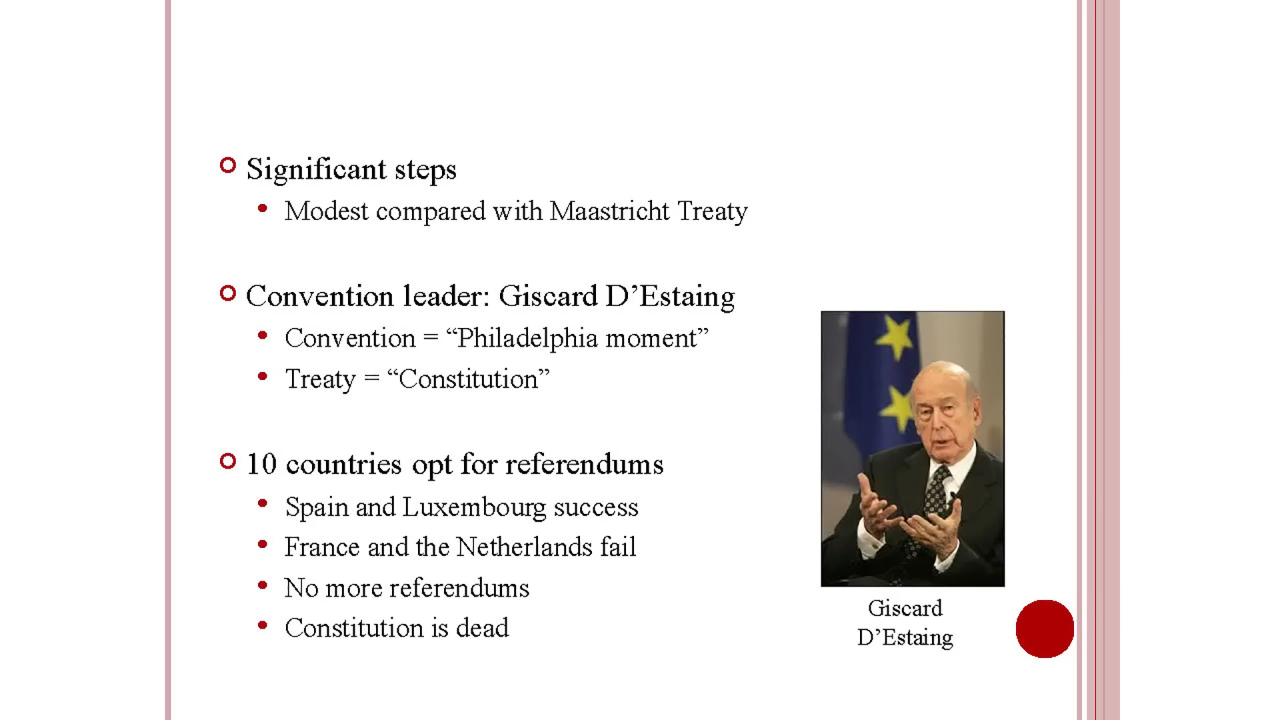 Significant steps
Modest compared with Maastricht Treaty
Convention leader: Giscard D’Estaing
Convention = “Philadelphia moment”
Treaty = “Constitution”
10 countries opt for referendums
Spain and Luxembourg success
France and the Netherlands fail
No more referendums
Constitution is dead
Giscard
D’Estaing